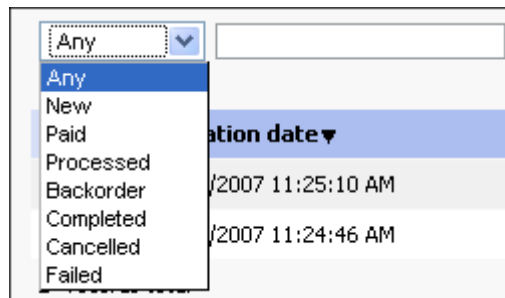 Any
Any
New
Paid
ation date▼
Processed
/2007 11:25:10 AM
Backorder
Completed
/2007 11:24:46 AM
Cancelled
Failed